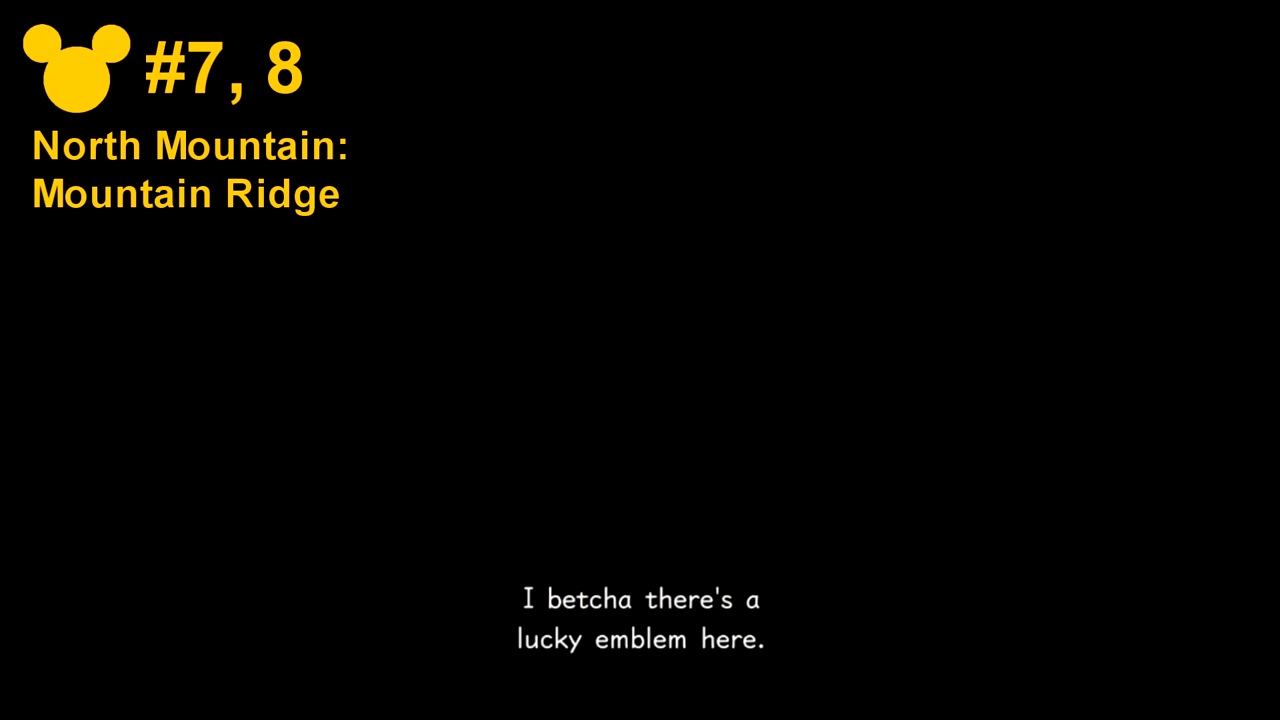 #7, 8
North Mountain:
Mountain Ridge
I betcha there's a
lucky emblem here.